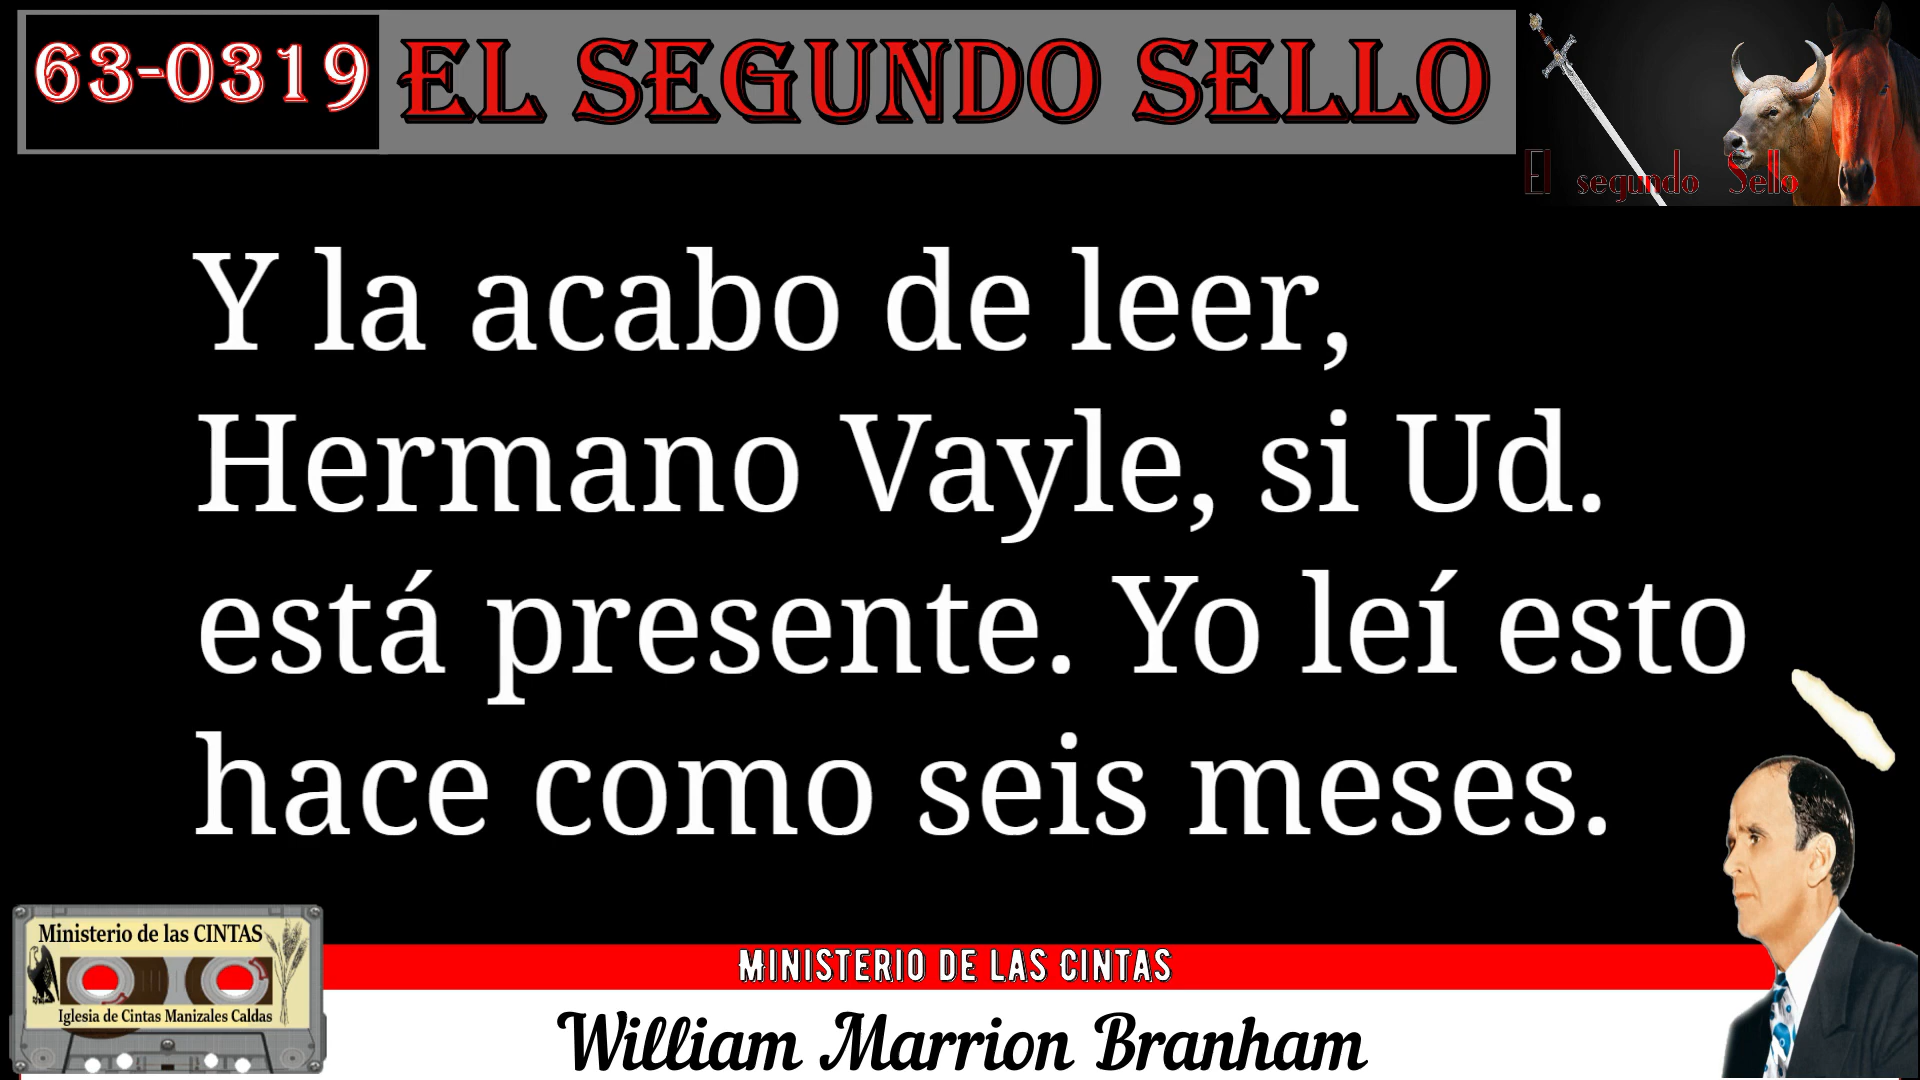 63-0319 EL SEGUNDO SELLO
El segundo Sello
Y la acabo de leer,
Hermano Vayle, si Ud.
está presente. Yo leí esto
hace como seis meses.
Ministerio de las CINTAS
Iglesia de Cintas Manizales Caldas
MINISTERIO DE LAS CINTAS
William Marrion Branham